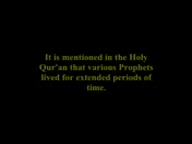 It is mentioned in the Holy
Qur'an that various Prophets
lived for extended periods of
time.